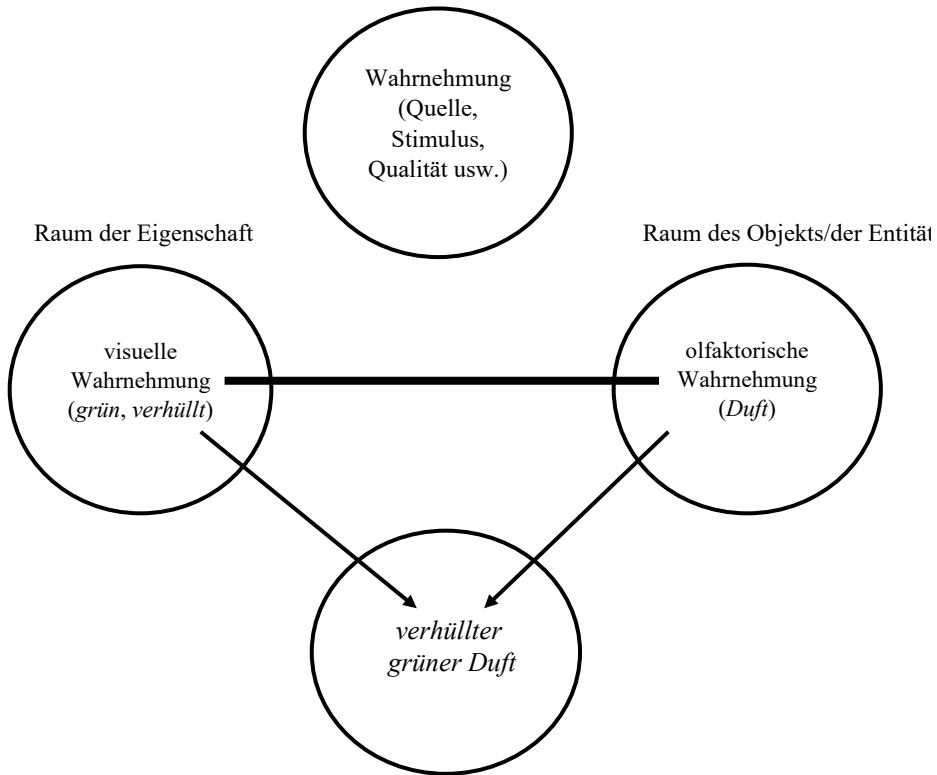 Wahrnehmung
(Quelle,
Stimulus,
Qualität usw.)
Raum der Eigenschaft
Raum des Objekts/der Entität
visuelle
Wahrnehmung
(grün, verhüllt)
olfaktorische
Wahrnehmung
(Duft)
verhüllter
grüner Duft